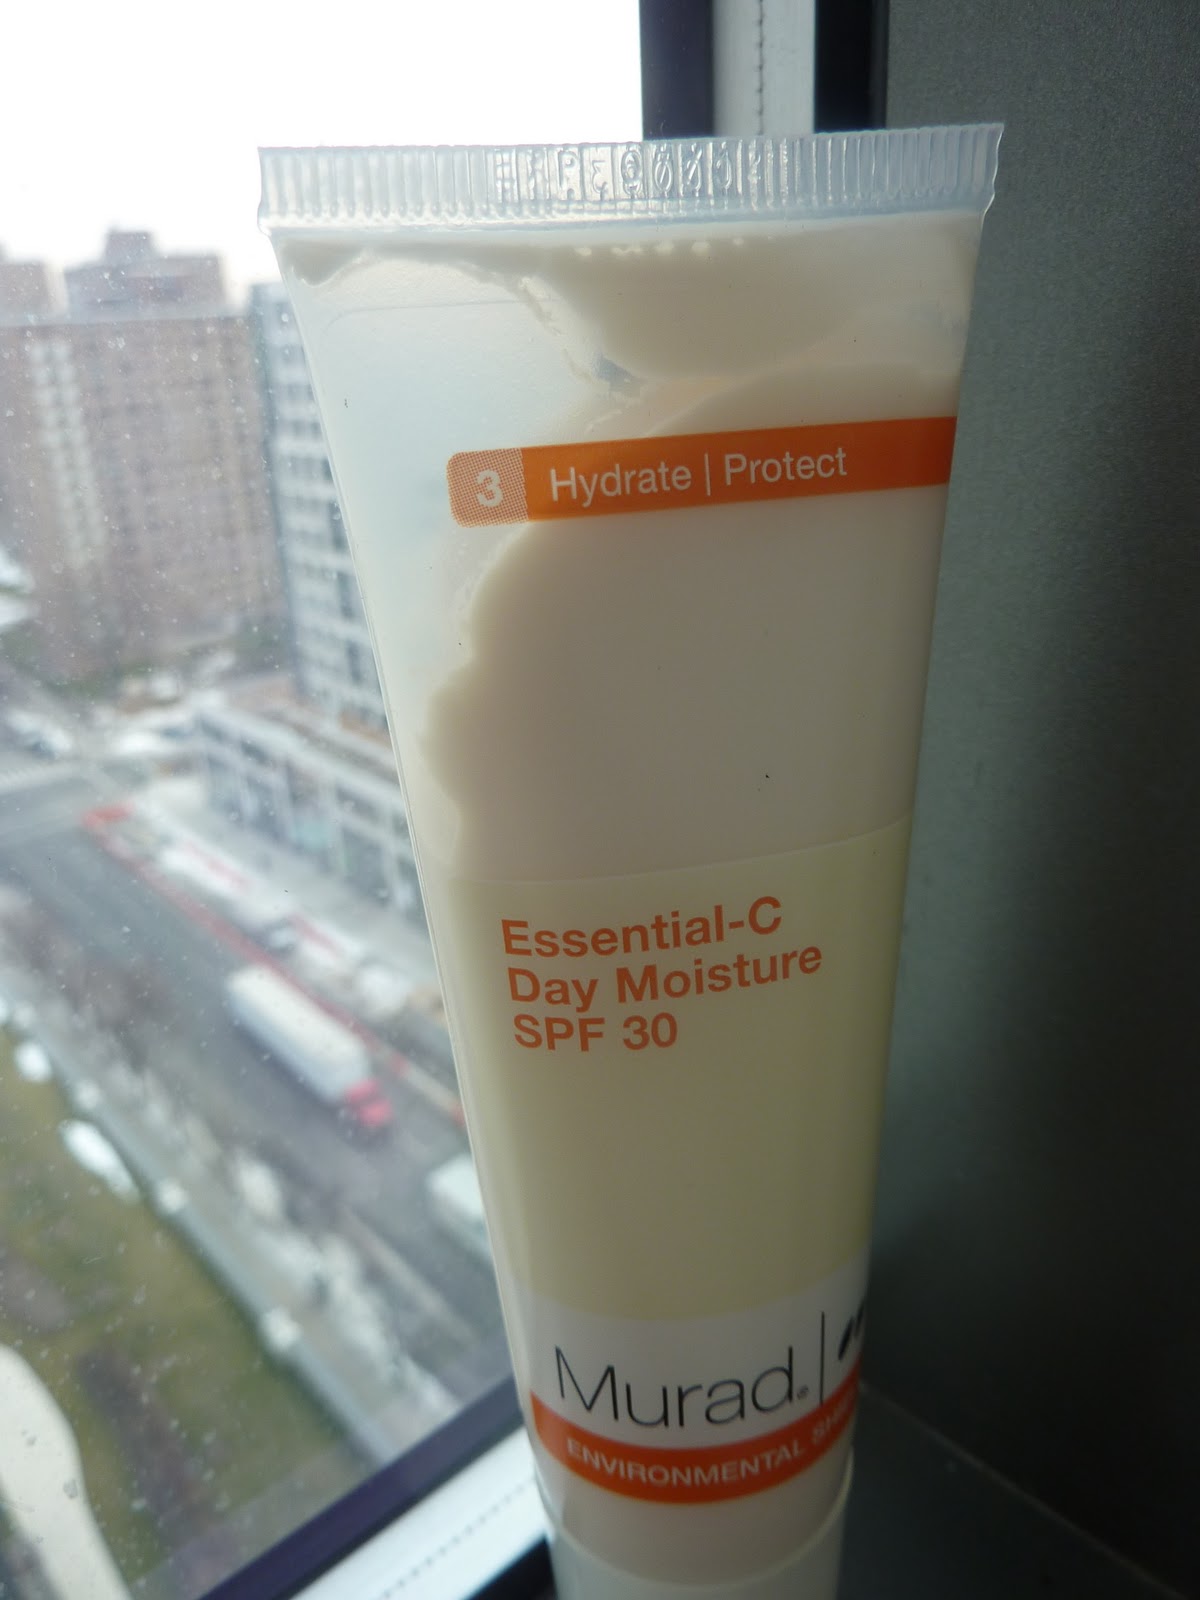 3 Hydrate | Protect
Essential-C
Day Moisture
SPF 30
Murad®
ENVIRONMENTAL